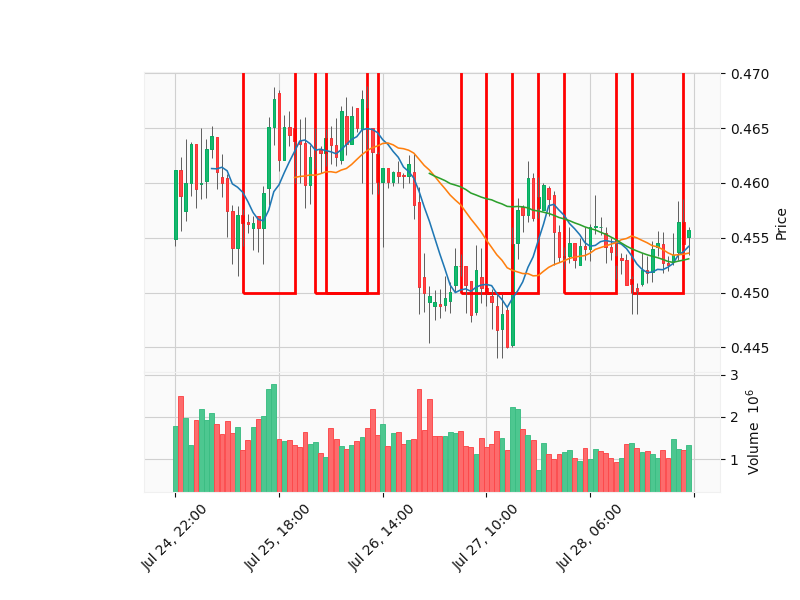 0.470
0.465
0.460
0.455
0.450
0.445
Price
3
2
1
Volume 10^6
Jul 24, 22:00
Jul 25, 18:00
Jul 26, 14:00
Jul 27, 10:00
Jul 28, 06:00